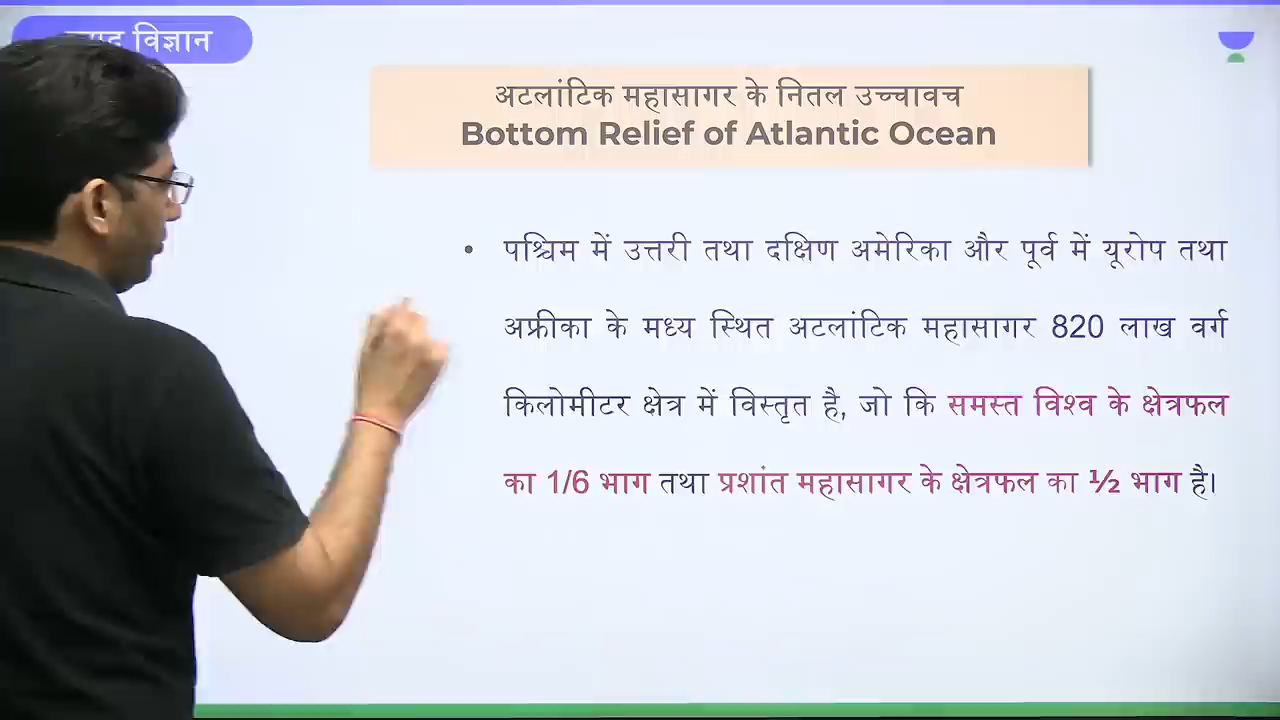 विज्ञान
अटलांटिक महासागर के नितल उच्चावच
Bottom Relief of Atlantic Ocean
• पश्चिम में उत्तरी तथा दक्षिण अमेरिका और पूर्व में यूरोप तथा
अफ्रीका के मध्य स्थित अटलांटिक महासागर 820 लाख वर्ग
किलोमीटर क्षेत्र में विस्तृत है, जो कि समस्त विश्व के क्षेत्रफल
का 1/6 भाग तथा प्रशांत महासागर के क्षेत्रफल का ½ भाग है।